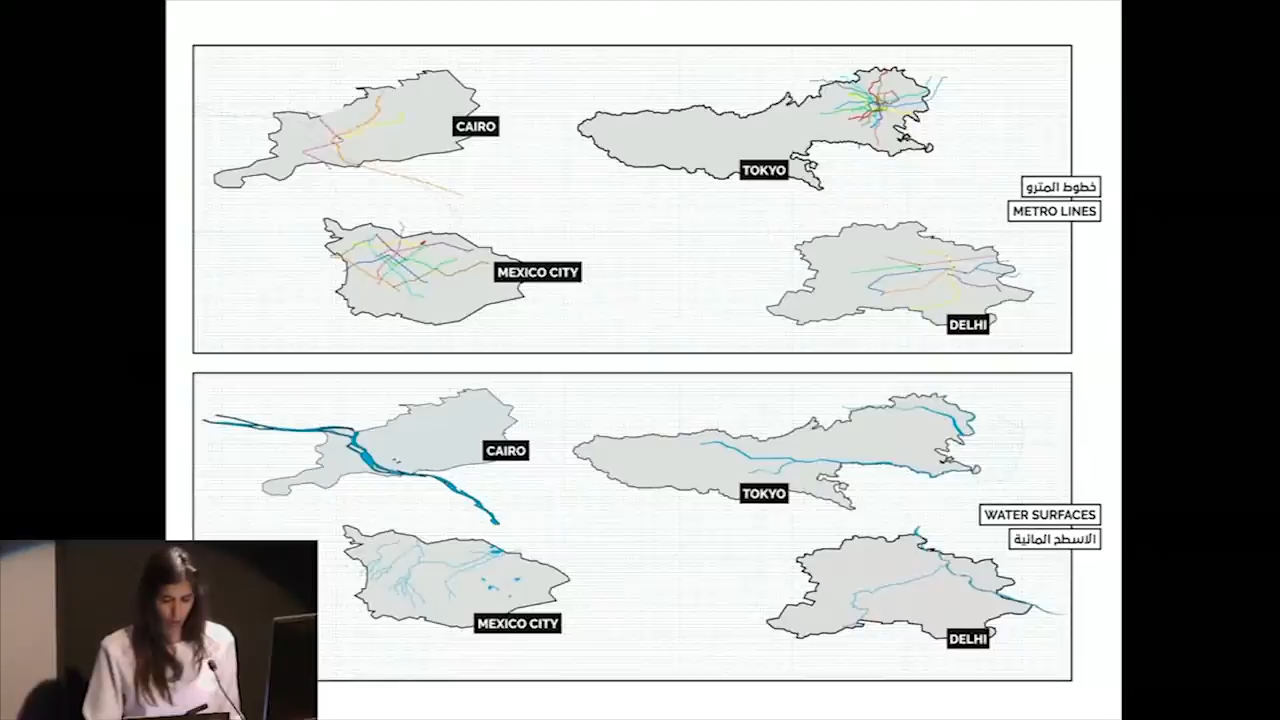 CAIRO
TOKYO
خطوط المترو
METRO LINES
MEXICO CITY
DELHI
CAIRO
TOKYO
WATER SURFACES
الاسطح المائية
MEXICO CITY
DELHI